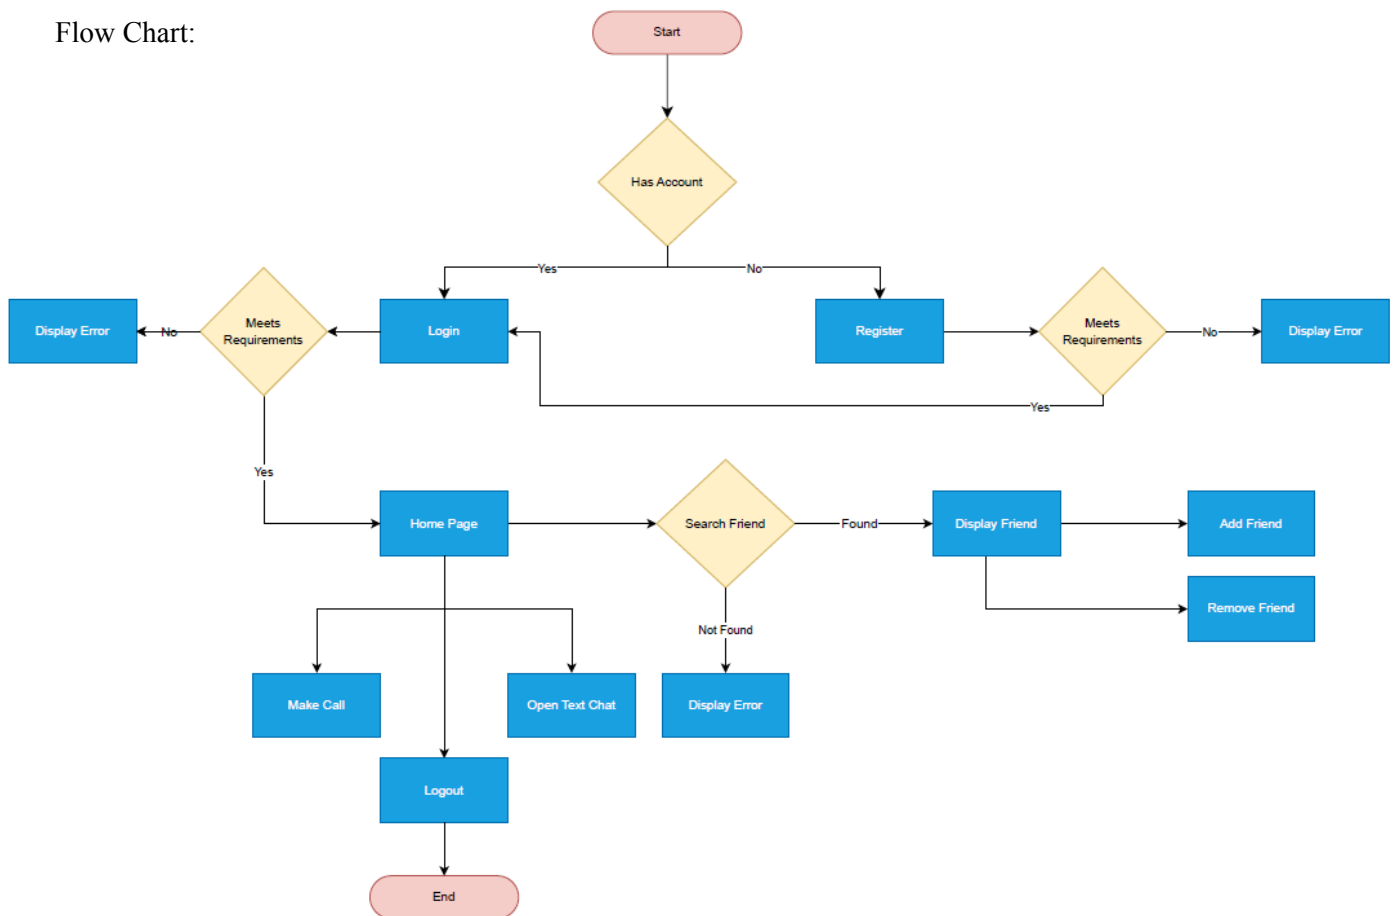 Flow Chart:
Start
Has Account
Yes
No
Display Error
No
Meets
Requirements
Login
Register
Meets
Requirements
No
Display Error
Yes
Yes
Home Page
Search Friend
Found
Display Friend
Add Friend
Remove Friend
Not Found
Make Call
Open Text Chat
Display Error
Logout
End